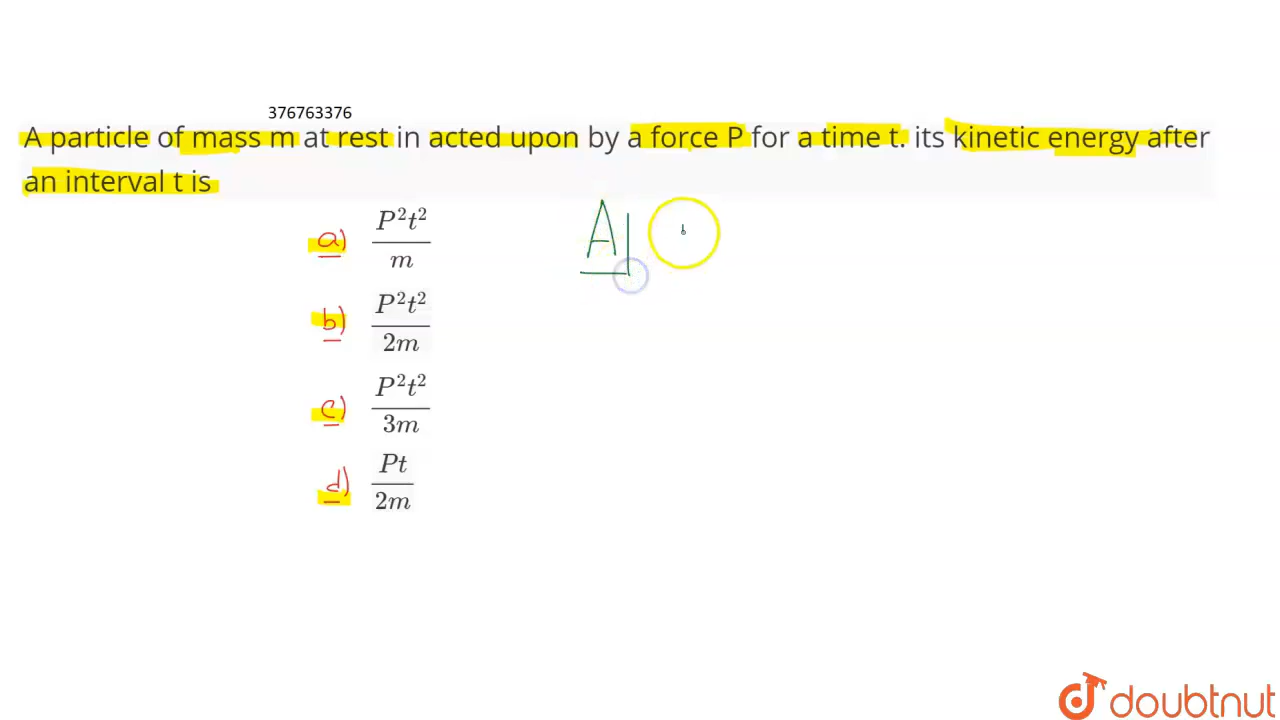 376763376
A particle of mass m at rest in acted upon by a force P for a time t. its kinetic energy after
an interval t is
a) P²t²/m
A
b) P²t²/2m
c) P²t²/3m
d) Pt/2m
doubtnut